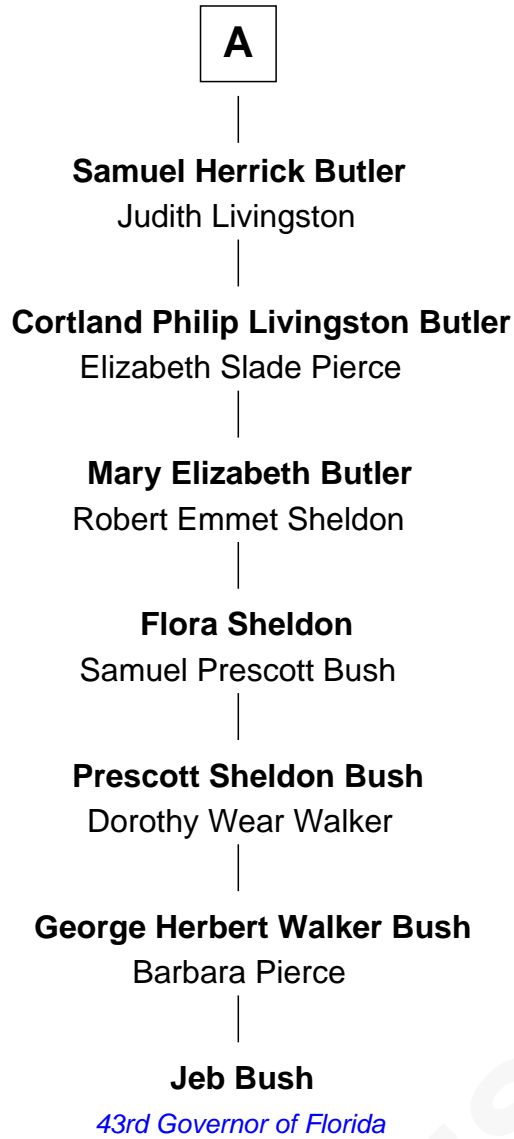 A
Samuel Herrick Butler
Judith Livingston
Cortland Philip Livingston Butler
Elizabeth Slade Pierce
Mary Elizabeth Butler
Robert Emmet Sheldon
Flora Sheldon
Samuel Prescott Bush
Prescott Sheldon Bush
Dorothy Wear Walker
George Herbert Walker Bush
Barbara Pierce
Jeb Bush
43rd Governor of Florida